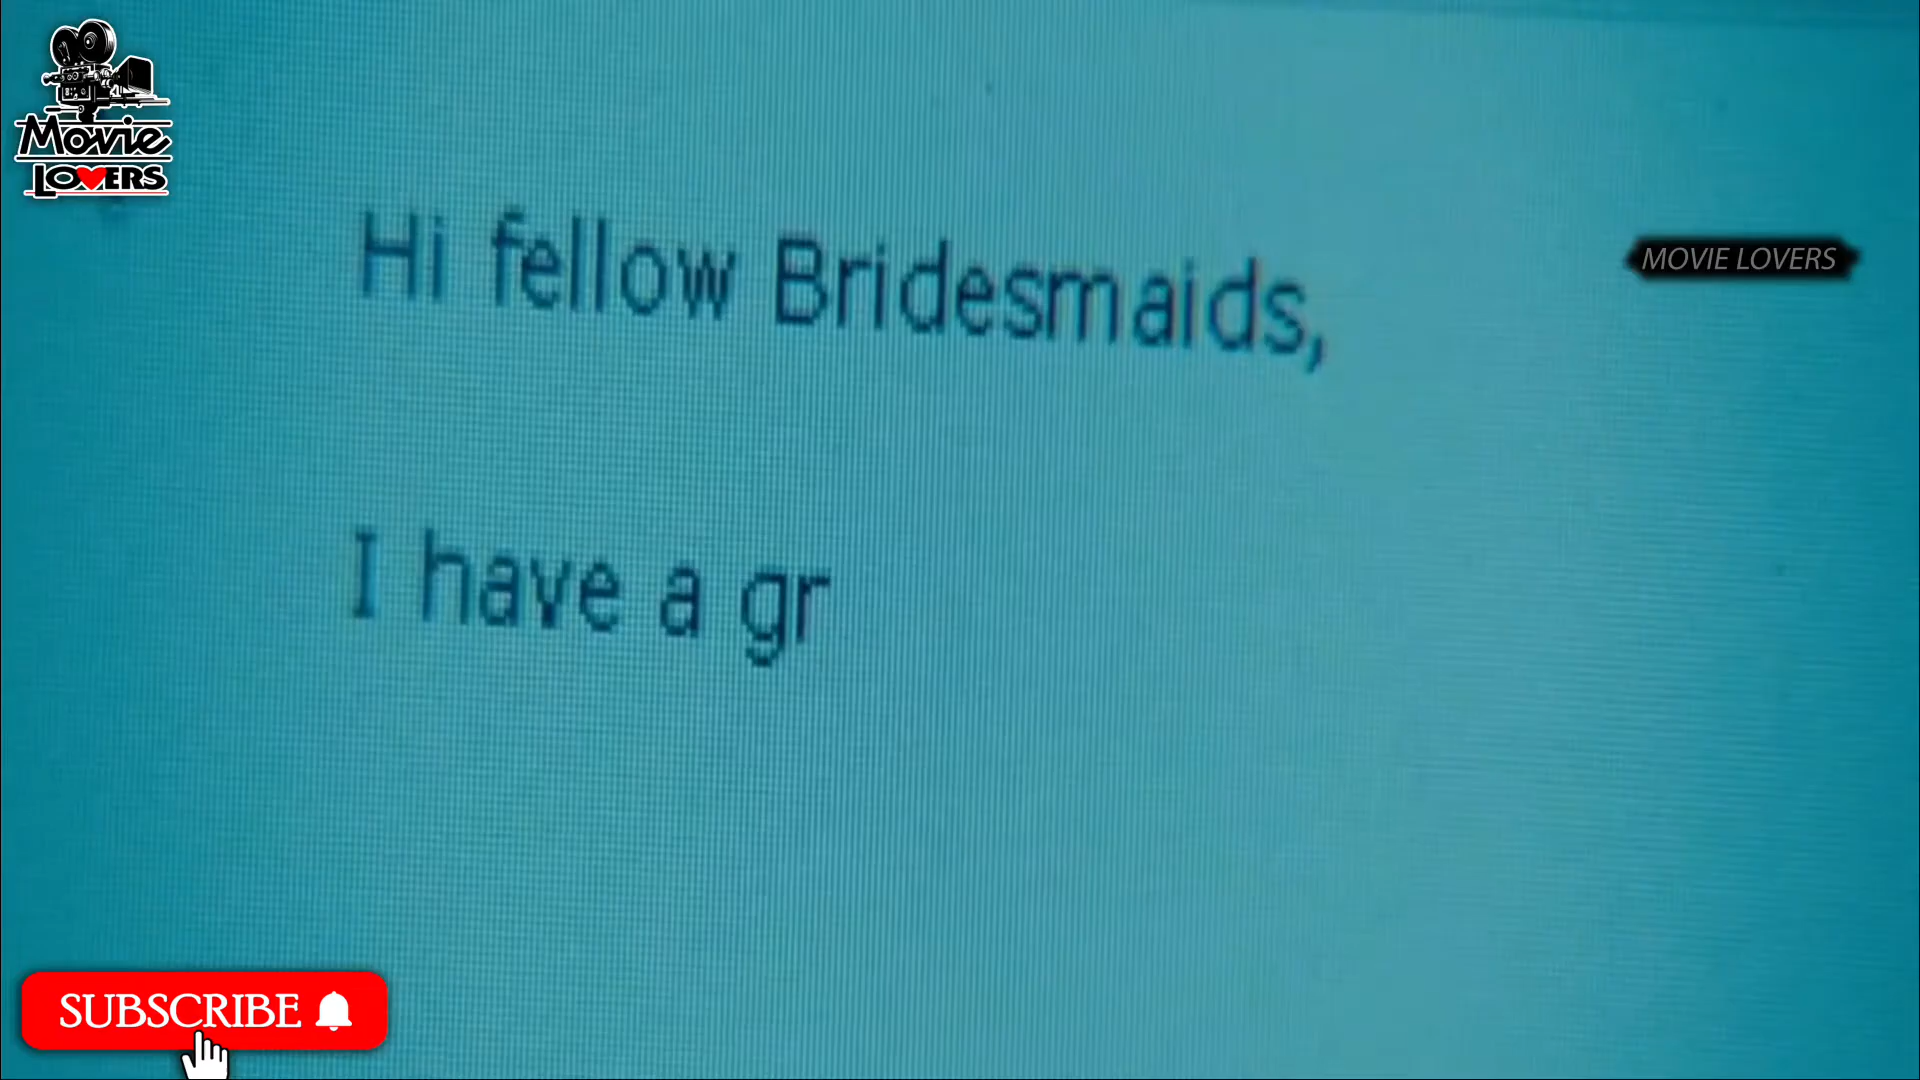 Movie
LOVERS
Hi fellow Bridesmaids,
MOVIE LOVERS
I have a gr
SUBSCRIBE